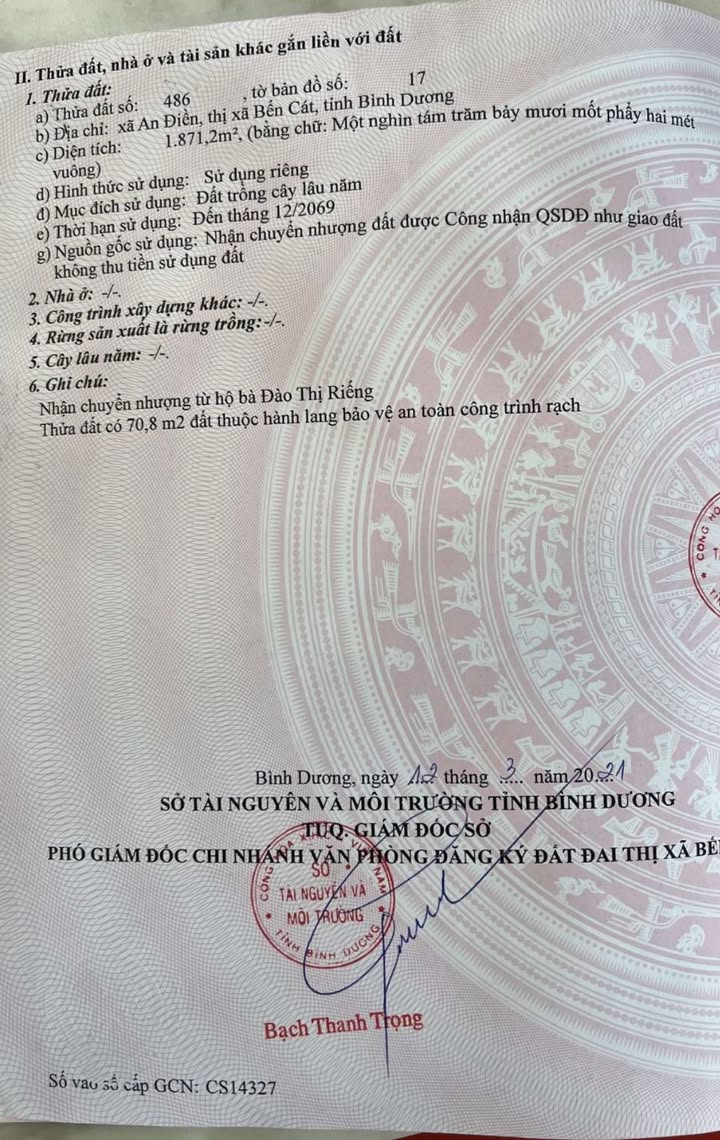 II. Thửa đất, nhà ở và tài sản khác gắn liền với đất
1. Thửa đất:
a) Thửa đất số: 486 , tờ bản đồ số: 17
b) Địa chỉ: xã An Điền, thị xã Bến Cát, tỉnh Bình Dương
c) Diện tích: 1.871,2m², (bằng chữ: Một nghìn tám trăm bảy mươi mốt phẩy hai mét
vuông)
d) Hình thức sử dụng: Sử dụng riêng
đ) Mục đích sử dụng: Đất trồng cây lâu năm
e) Thời hạn sử dụng: Đến tháng 12/2069
g) Nguồn gốc sử dụng: Nhận chuyển nhượng đất được Công nhận QSDĐ như giao đất
không thu tiền sử dụng đất
2. Nhà ở: -/-.
3. Công trình xây dựng khác: -/-.
4. Rừng sản xuất là rừng trồng: -/-.
5. Cây lâu năm: -/-.
6. Ghi chú:
Nhận chuyển nhượng từ hộ bà Đào Thị Riếng
Thửa đất có 70,8 m2 đất thuộc hành lang bảo vệ an toàn công trình rạch
Bình Dương, ngày 12 tháng 3 năm 2021
SỞ TÀI NGUYÊN VÀ MÔI TRƯỜNG TỈNH BÌNH DƯƠNG
TUQ. GIÁM ĐỐC SỞ
PHÓ GIÁM ĐỐC CHI NHÁNH VĂN PHÒNG ĐĂNG KÝ ĐẤT ĐAI THỊ XÃ BẾ
SỞ
TÀI NGUYÊN VÀ
MÔI TRƯỜNG
TỈNH BÌNH DƯƠNG
Bạch Thanh Trọng
Số vào sổ cấp GCN: CS14327